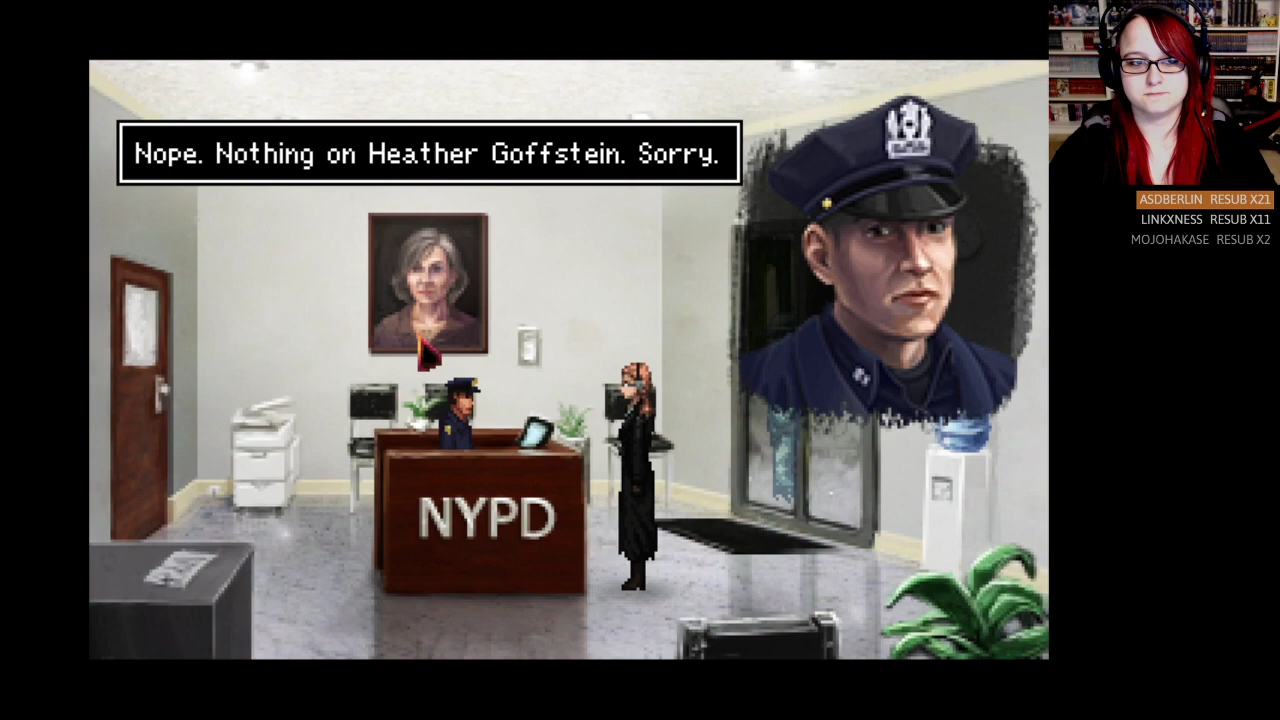 Nope. Nothing on Heather Goffstein. Sorry.
NYPD
ASDBERLIN RESUB X21
LINKXNESS RESUB X11
MOJOHAKASE RESUB X2